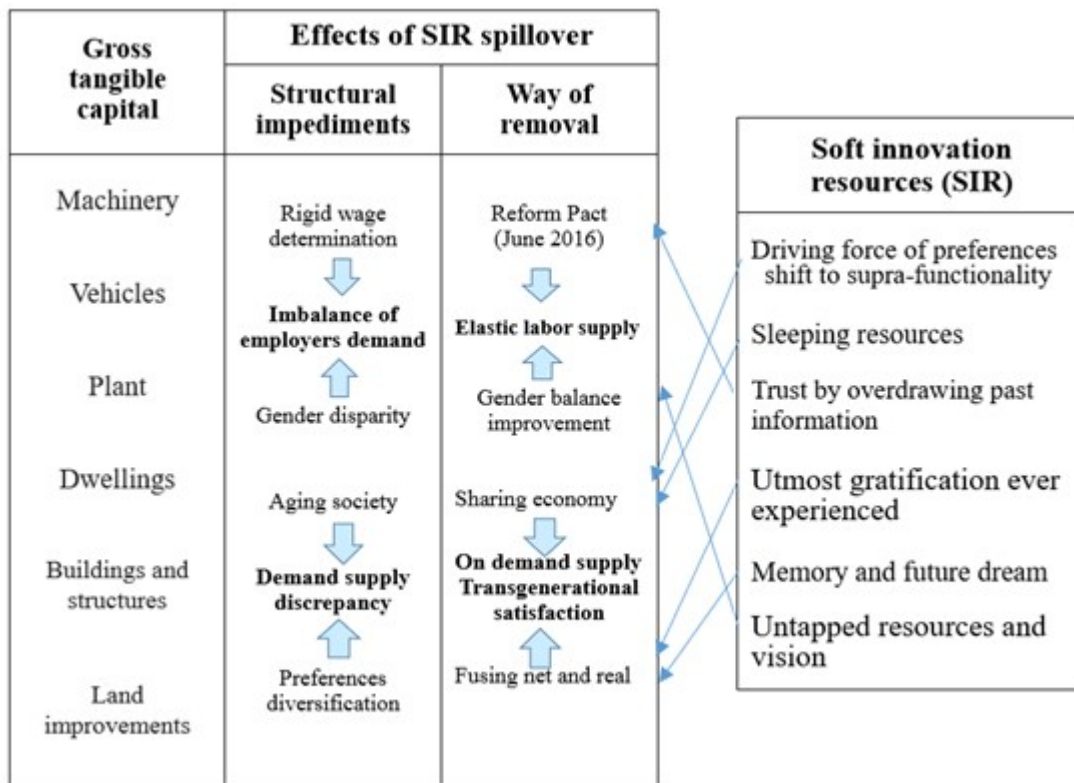 Gross
tangible
capital
Effects of SIR spillover
Structural
impediments
Way of
removal
Machinery
Vehicles
Plant
Dwellings
Buildings and
structures
Land
improvements
Rigid wage
determination
Imbalance of
employers demand
Gender disparity
Aging society
Demand supply
discrepancy
Preferences
diversification
Reform Pact
(June 2016)
Elastic labor supply
Gender balance
improvement
Sharing economy
On demand supply
Transgenerational
satisfaction
Fusing net and real
Soft innovation
resources (SIR)
Driving force of preferences
shift to supra-functionality
Sleeping resources
Trust by overdrawing past
information
Utmost gratification ever
experienced
Memory and future dream
Untapped resources and
vision